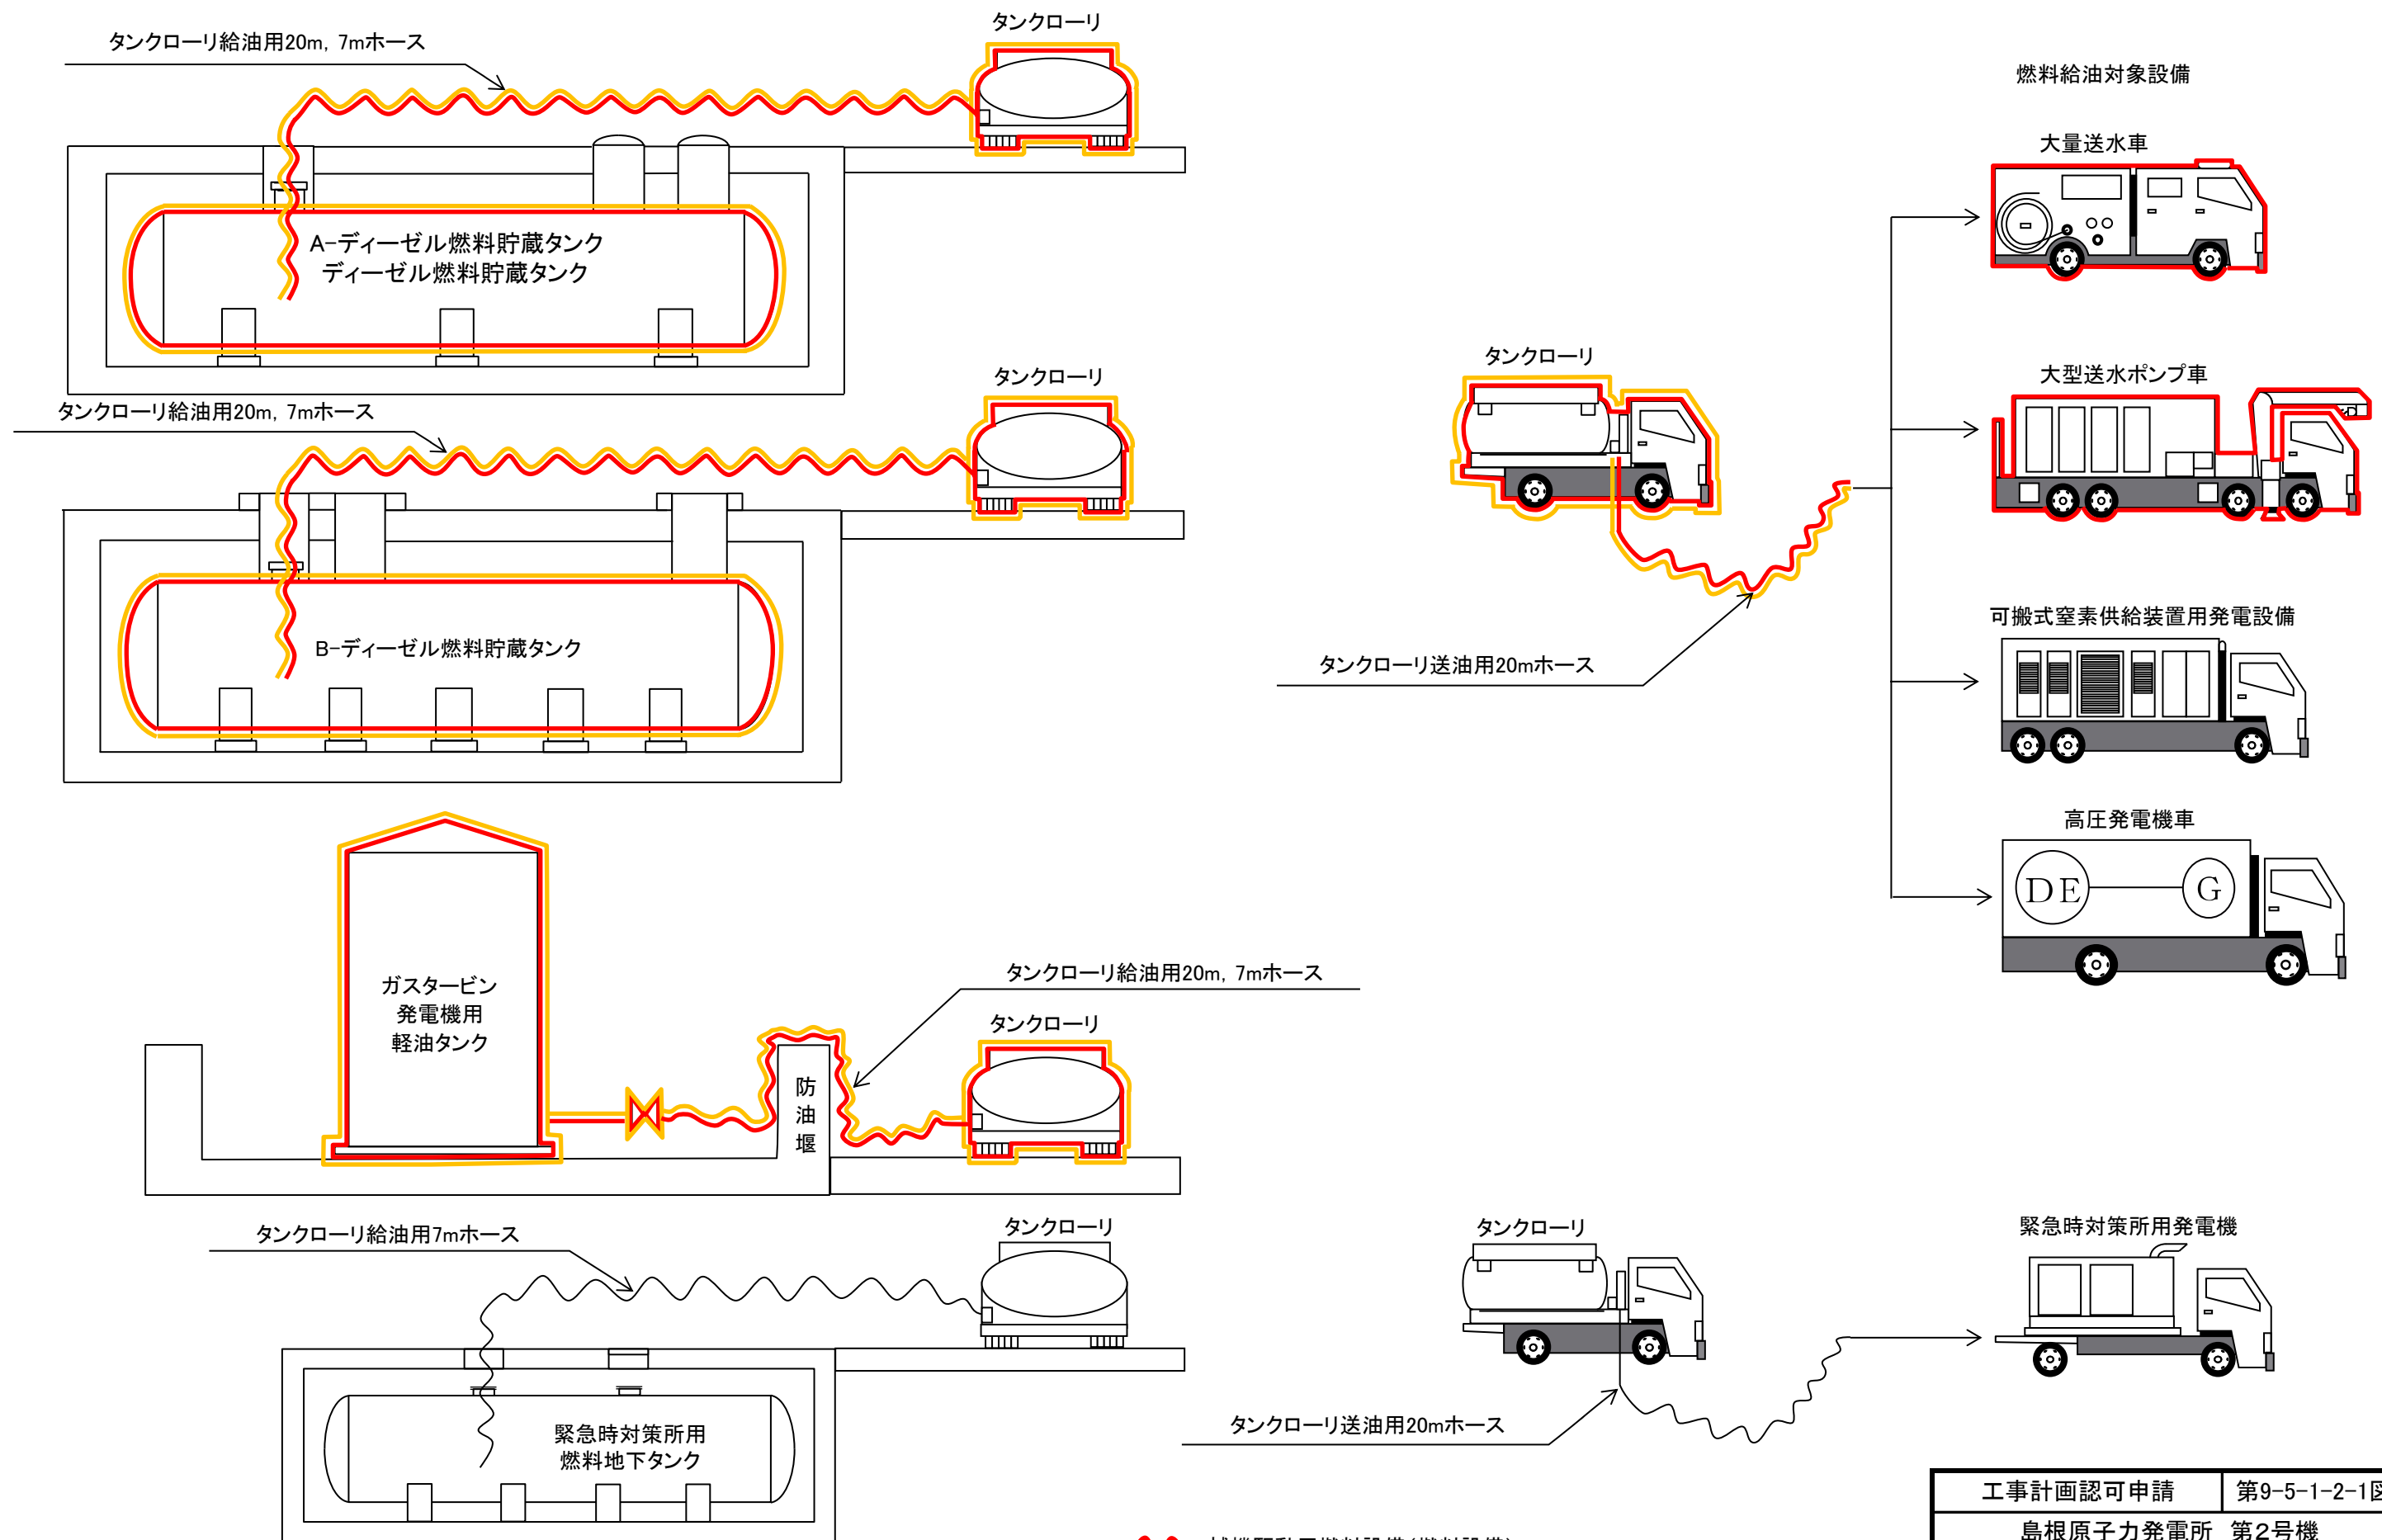 タンクローリ給油用20m, 7mホース
タンクローリ
A-ディーゼル燃料貯蔵タンク
ディーゼル燃料貯蔵タンク
タンクローリ給油用20m, 7mホース
タンクローリ
B-ディーゼル燃料貯蔵タンク
ガスタービン
発電機用
軽油タンク
防
油
堰
タンクローリ給油用20m, 7mホース
タンクローリ
タンクローリ給油用7mホース
タンクローリ
緊急時対策所用
燃料地下タンク
燃料給油対象設備
大量送水車
タンクローリ
大型送水ポンプ車
タンクローリ送油用20mホース
可搬式窒素供給装置用発電設備
高圧発電機車
DE
G
タンクローリ
緊急時対策所用発電機
タンクローリ送油用20mホース
工事計画認可申請
第9-5-1-2-1図
島根原子力発電所 第2号機